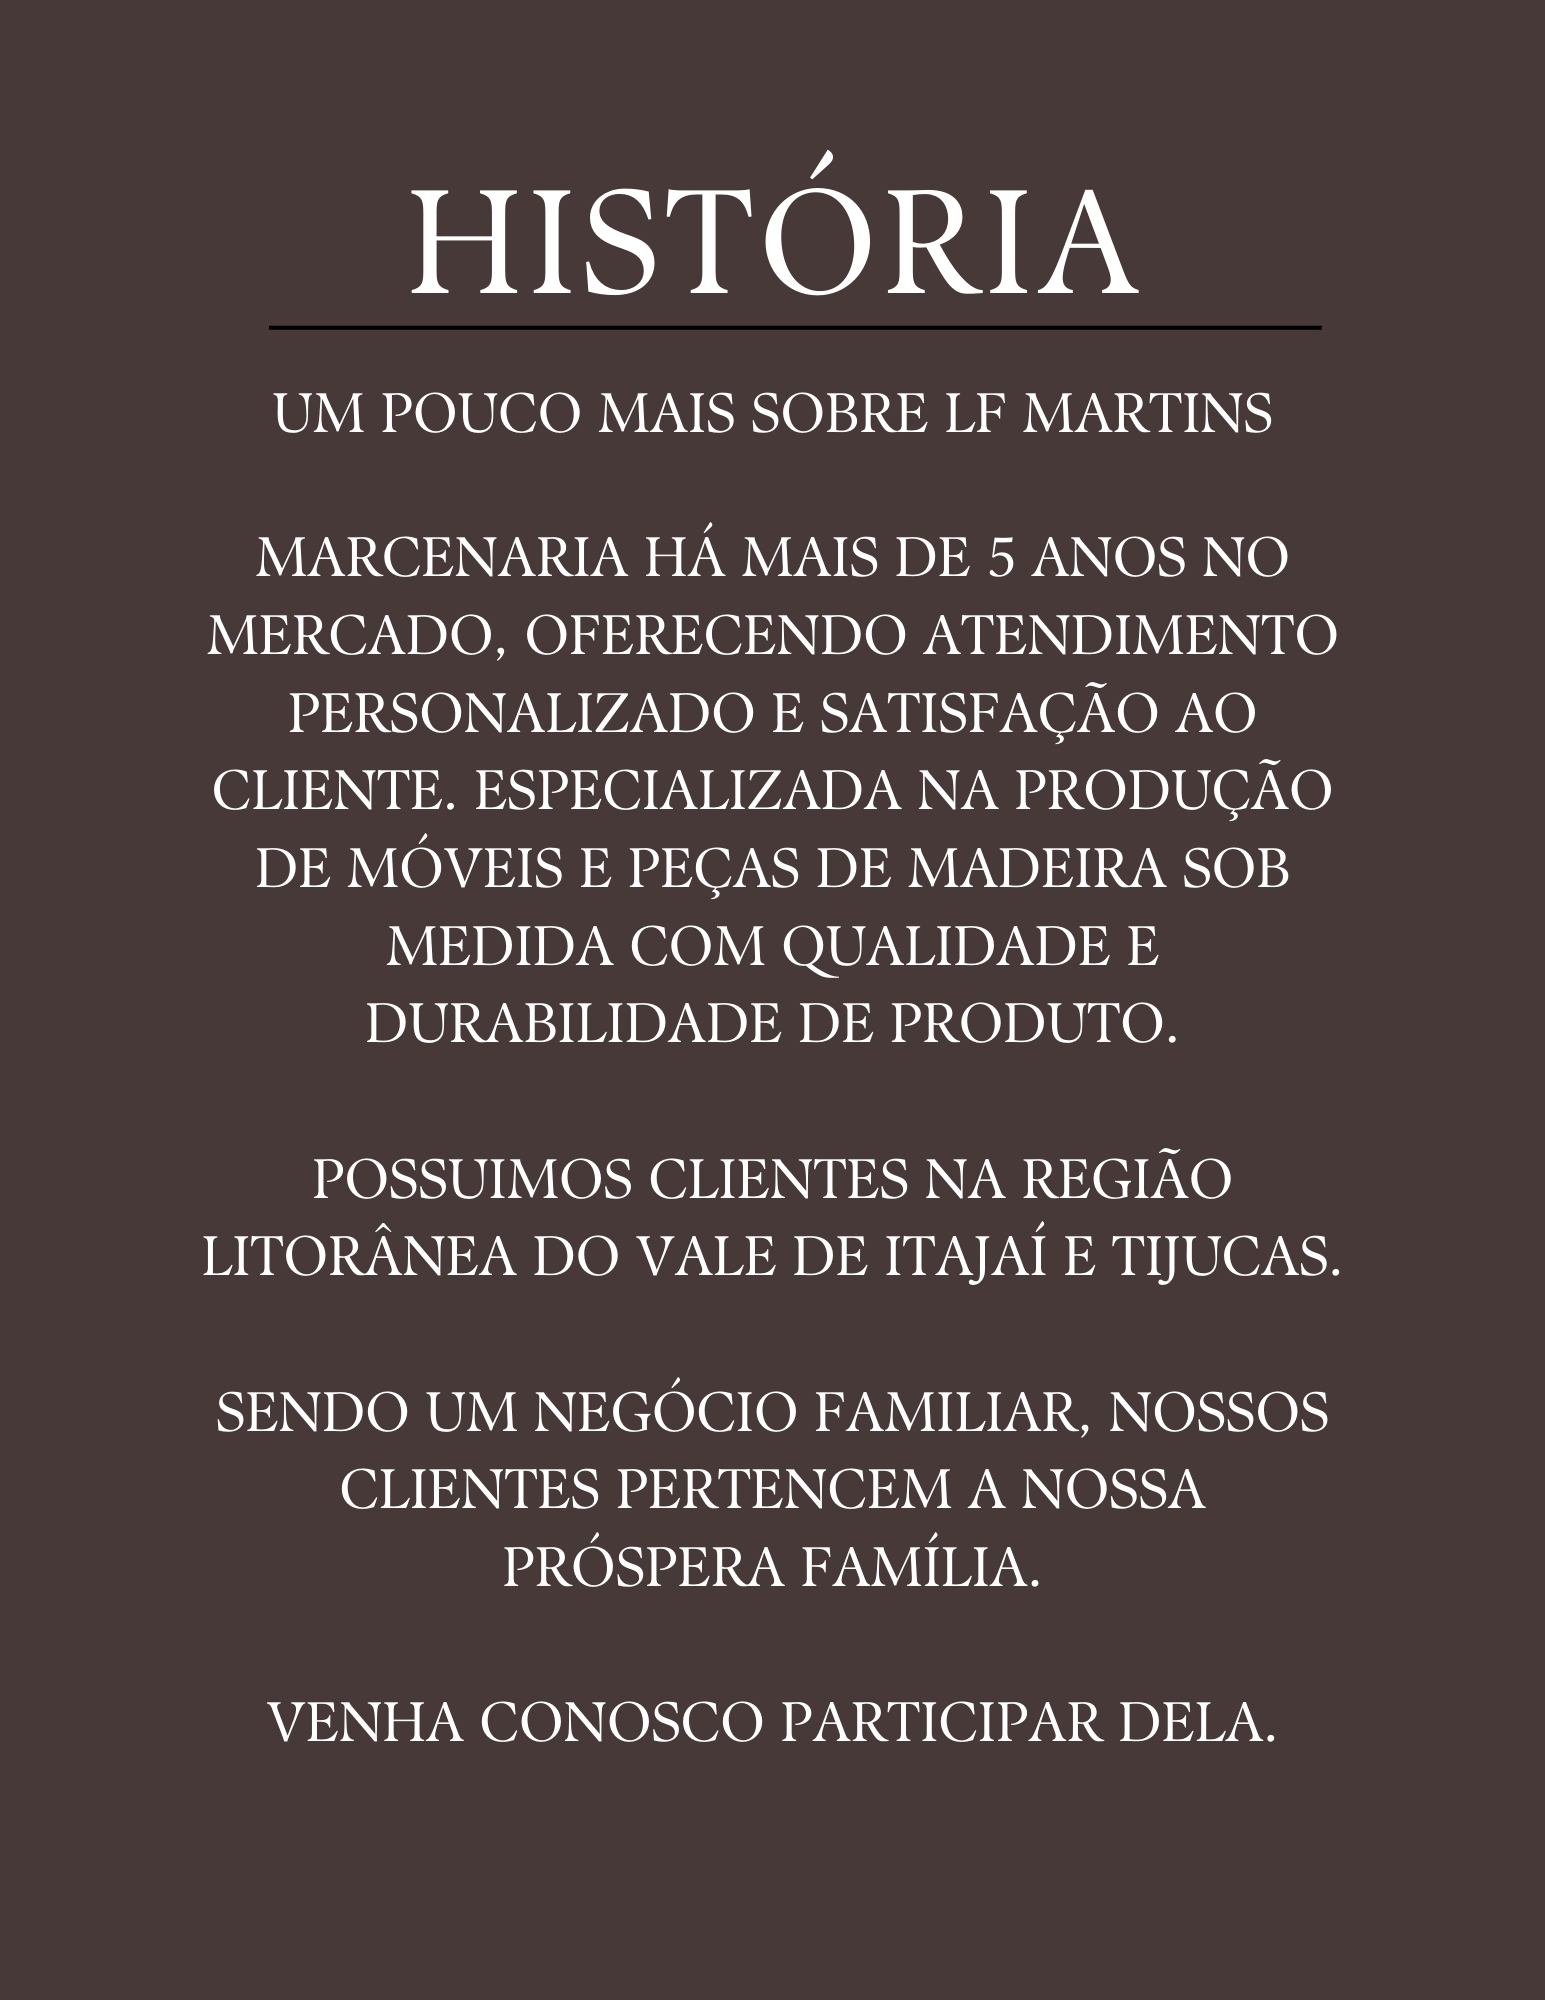 HISTÓRIA
UM POUCO MAIS SOBRE LF MARTINS
MARCENARIA HÁ MAIS DE 5 ANOS NO
MERCADO, OFERECENDO ATENDIMENTO
PERSONALIZADO E SATISFAÇÃO AO
CLIENTE. ESPECIALIZADA NA PRODUÇÃO
DE MÓVEIS E PEÇAS DE MADEIRA SOB
MEDIDA COM QUALIDADE E
DURABILIDADE DE PRODUTO.
POSSUIMOS CLIENTES NA REGIÃO
LITORÂNEA DO VALE DE ITAJAÍ E TIJUCAS.
SENDO UM NEGÓCIO FAMILIAR, NOSSOS
CLIENTES PERTENCEM A NOSSA
PRÓSPERA FAMÍLIA.
VENHA CONOSCO PARTICIPAR DELA.